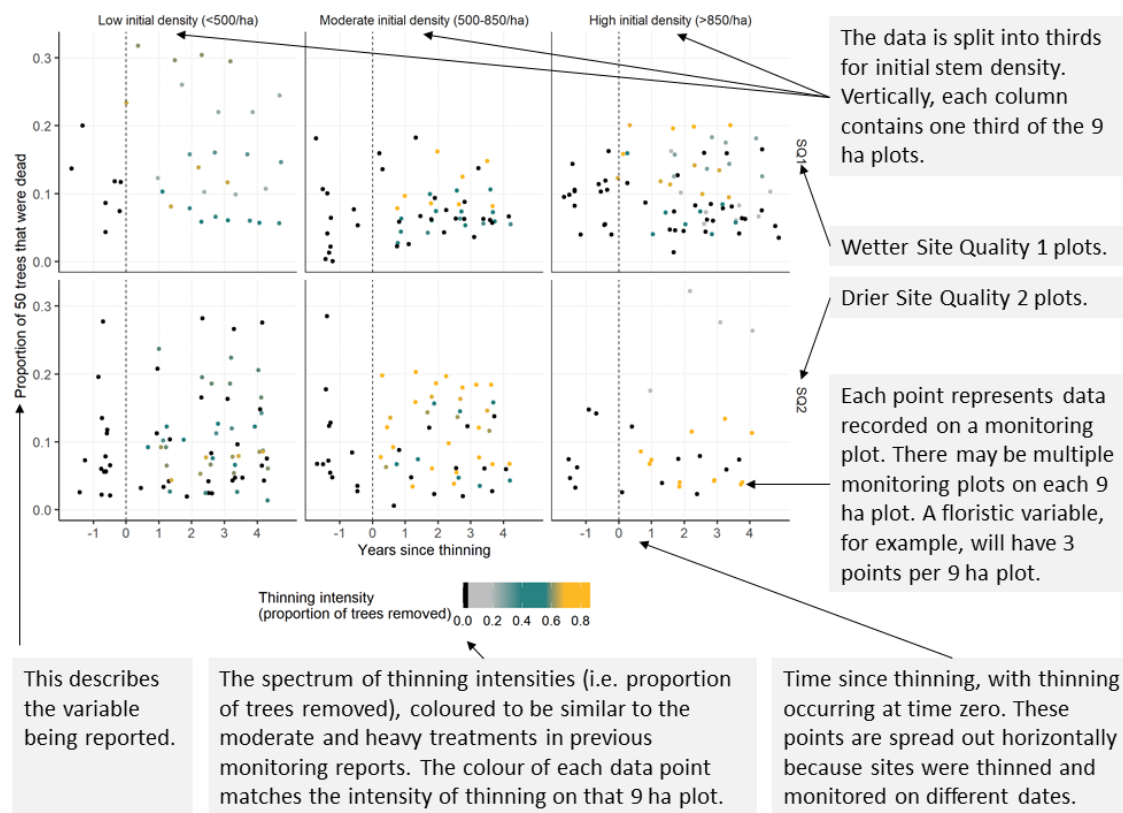 Low initial density (<500/ha)
Moderate initial density (500-850/ha)
High initial density (>850/ha)
The data is split into thirds
for initial stem density.
Vertically, each column
contains one third of the 9
ha plots.
Wetter Site Quality 1 plots.
Drier Site Quality 2 plots.
Each point represents data
recorded on a monitoring
plot. There may be multiple
monitoring plots on each 9
ha plot. A floristic variable,
for example, will have 3
points per 9 ha plot.
Proportion of 50 trees that were dead
0.3
0.2
0.1
0.0
SQ1
0.3
0.2
0.1
0.0
SQ2
-1 0 1 2 3 4
-1 0 1 2 3 4
-1 0 1 2 3 4
Years since thinning
Thinning intensity
(proportion of trees removed)
0.0 0.2 0.4 0.6 0.8
This describes
the variable
being reported.
The spectrum of thinning intensities (i.e. proportion
of trees removed), coloured to be similar to the
moderate and heavy treatments in previous
monitoring reports. The colour of each data point
matches the intensity of thinning on that 9 ha plot.
Time since thinning, with thinning
occurring at time zero. These
points are spread out horizontally
because sites were thinned and
monitored on different dates.